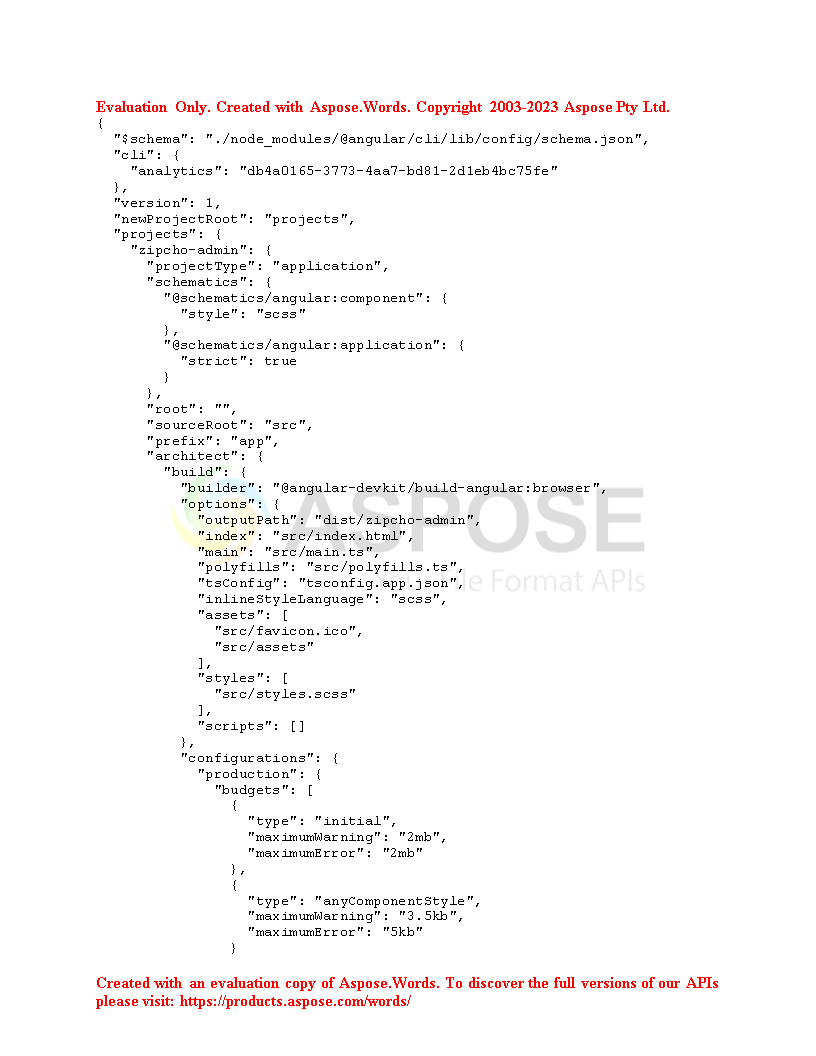 Evaluation Only. Created with Aspose.Words. Copyright 2003-2023 Aspose Pty Ltd.
{
  "$schema": "./node_modules/@angular/cli/lib/config/schema.json",
  "cli": {
    "analytics": "db4a0165-3773-4aa7-bd81-2d1eb4bc75fe"
  },
  "version": 1,
  "newProjectRoot": "projects",
  "projects": {
    "zipcho-admin": {
      "projectType": "application",
      "schematics": {
        "@schematics/angular:component": {
          "style": "scss"
        },
        "@schematics/angular:application": {
          "strict": true
        }
      },
      "root": "",
      "sourceRoot": "src",
      "prefix": "app",
      "architect": {
        "build": {
          "builder": "@angular-devkit/build-angular:browser",
          "options": {
            "outputPath": "dist/zipcho-admin",
            "index": "src/index.html",
            "main": "src/main.ts",
            "polyfills": "src/polyfills.ts",
            "tsConfig": "tsconfig.app.json",
            "inlineStyleLanguage": "scss",
            "assets": [
              "src/favicon.ico",
              "src/assets"
            ],
            "styles": [
              "src/styles.scss"
            ],
            "scripts": []
          },
          "configurations": {
            "production": {
              "budgets": [
                {
                  "type": "initial",
                  "maximumWarning": "2mb",
                  "maximumError": "2mb"
                },
                {
                  "type": "anyComponentStyle",
                  "maximumWarning": "3.5kb",
                  "maximumError": "5kb"
                }
ASPOSE
File Format APIs
Created with an evaluation copy of Aspose.Words. To discover the full versions of our APIs
please visit: https://products.aspose.com/words/